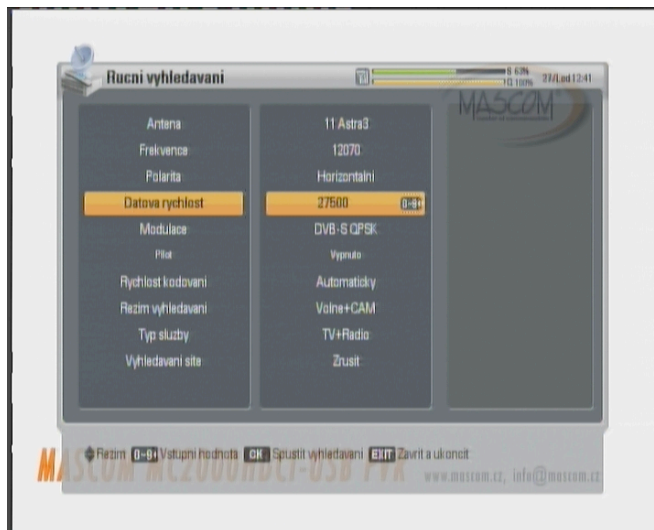 Rucni vyhledavani
S 63%
Q 100%
27/Led 12:41
MASCOM
Antena 11 Astra3
Frekvence 12070
Polarita Horizontalni
Datova rychlost 27500 0-9
Modulace DVB-S QPSK
Pilot Vypnuto
Rychlost kodovani Automaticky
Rezim vyhledavani Volne+CAM
Typ sluzby TV+Radio
Vyhledavani site Zrusit
Rezim 0-9 Vstupni hodnota OK Spustit vyhledavani EXIT Zavrit a ukoncit
MASCOM MC2000HDCI-USB PVR www.mascom.cz, info@mascom.cz